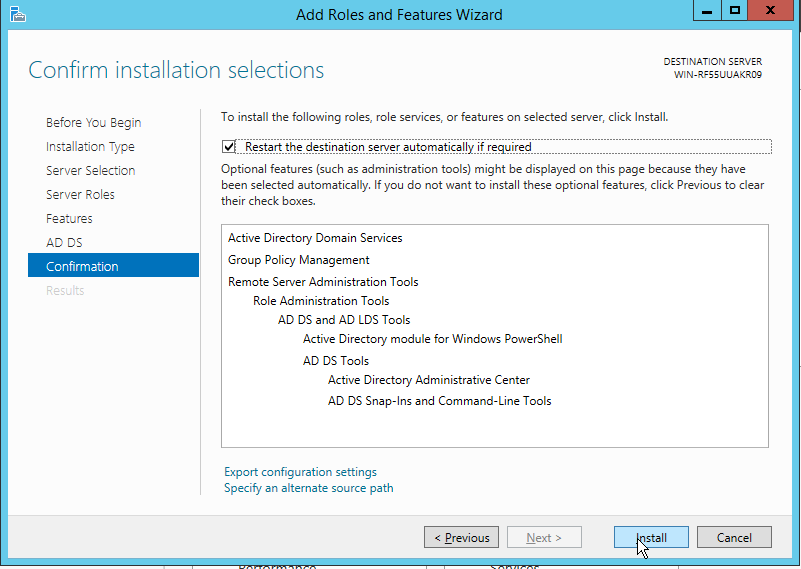 Add Roles and Features Wizard
Confirm installation selections
DESTINATION SERVER
WIN-RF55UUAKR09
Before You Begin
Installation Type
Server Selection
Server Roles
Features
AD DS
Confirmation
Results
To install the following roles, role services, or features on selected server, click Install.
Restart the destination server automatically if required
Optional features (such as administration tools) might be displayed on this page because they have
been selected automatically. If you do not want to install these optional features, click Previous to clear
their check boxes.
Active Directory Domain Services
Group Policy Management
Remote Server Administration Tools
Role Administration Tools
AD DS and AD LDS Tools
Active Directory module for Windows PowerShell
AD DS Tools
Active Directory Administrative Center
AD DS Snap-Ins and Command-Line Tools
Export configuration settings
Specify an alternate source path
< Previous
Next >
Install
Cancel
Performance
Services